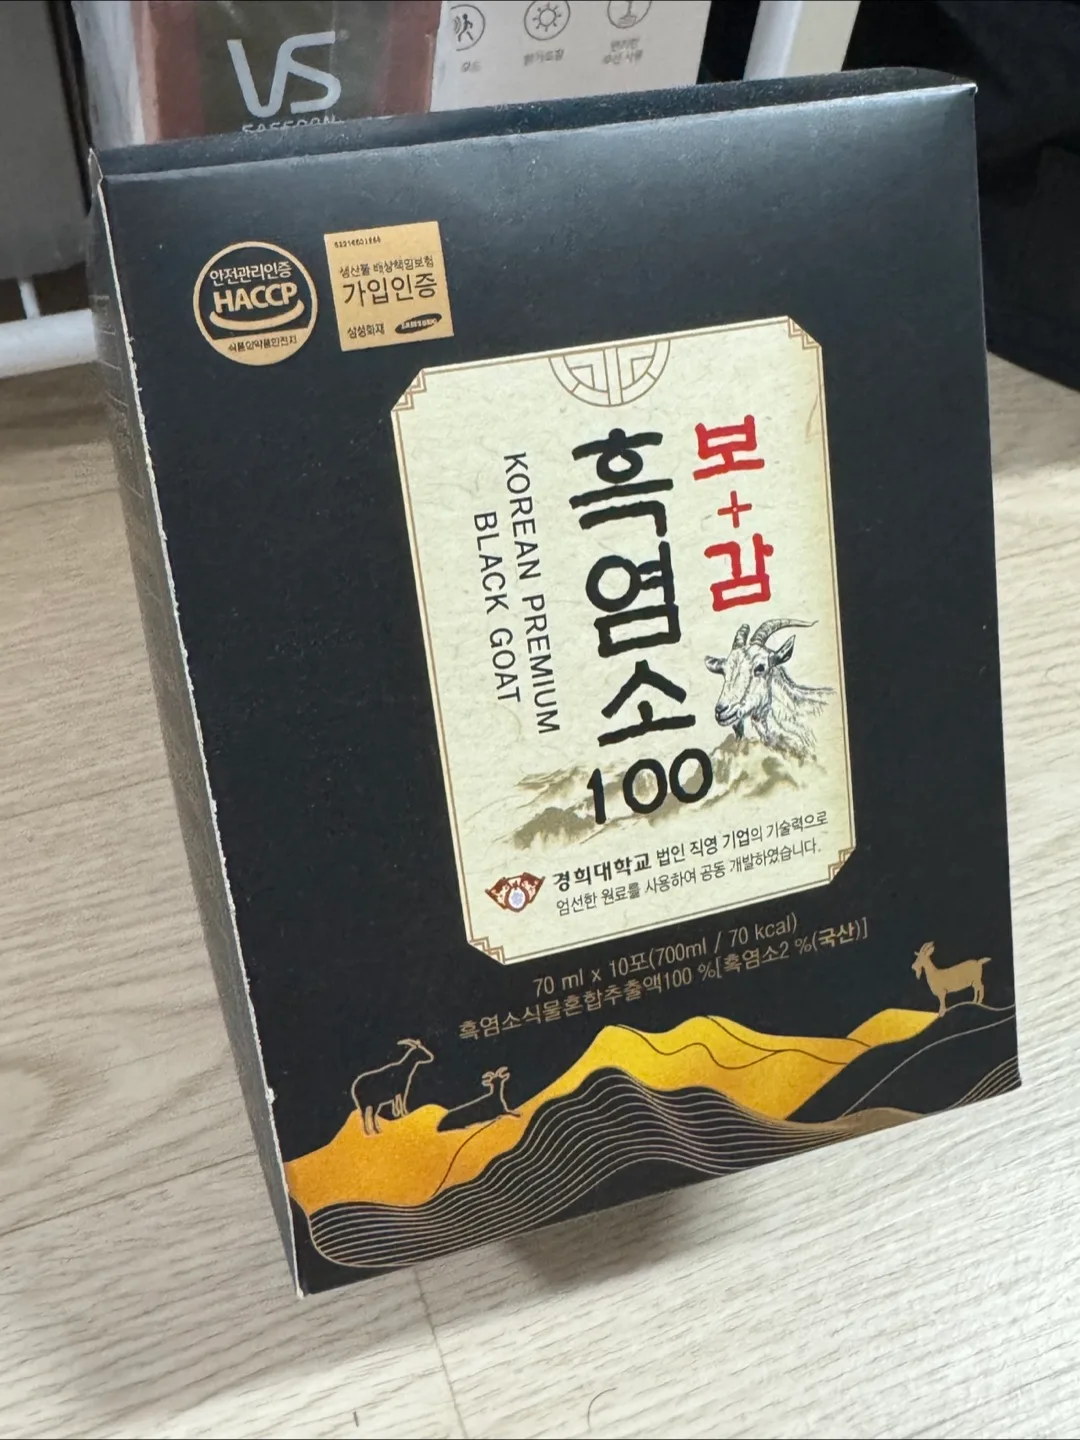 VS
SASSOON
안전관리인증
HACCP
식품의약품안전처
생산물 배상책임보험
가입인증
삼성화재
SAMSUNG
보+감
흑염소
100
KOREAN PREMIUM
BLACK GOAT
경희대학교 법인 직영 기업의 기술력으로
엄선한 원료를 사용하여 공동 개발하였습니다.
70 ml x 10포(700ml / 70 kcal)
흑염소식물혼합추출액100 %[흑염소2 %(국산)]